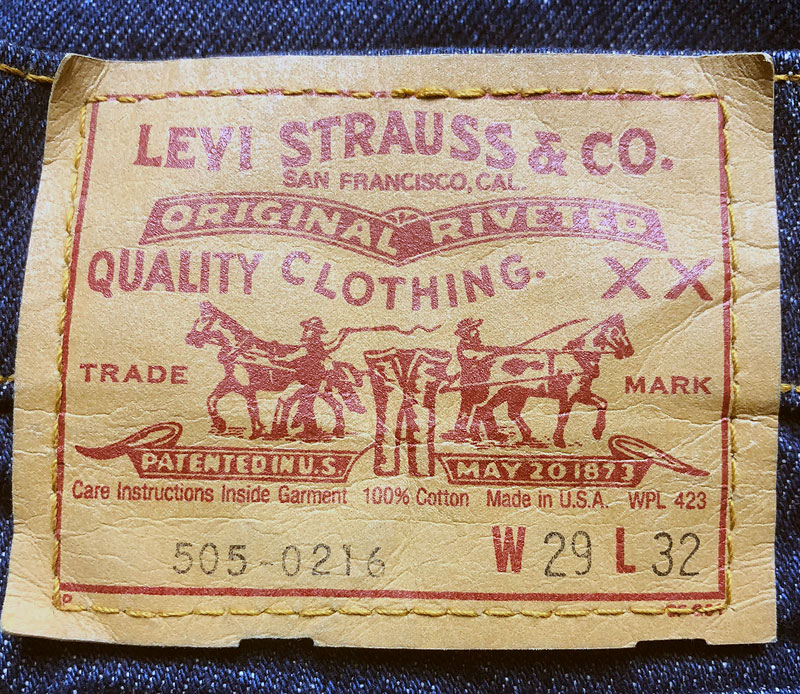 LEVI STRAUSS & CO.
SAN FRANCISCO, CAL.
ORIGINAL RIVETED
QUALITY CLOTHING. XX
TRADE MARK
PATENTED IN U.S. MAY 20 1873
Care Instructions Inside Garment 100% Cotton Made in U.S.A. WPL 423
505-0216 W 29 L 32
P